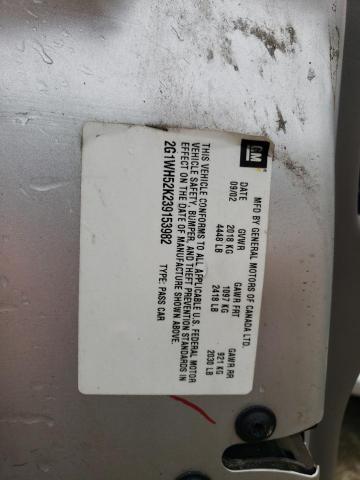 GM
MFD BY GENERAL MOTORS OF CANADA LTD.
DATE GVWR GAWR FRT GAWR RR
09/02 2018 KG 1097 KG 921 KG
4448 LB 2418 LB 2030 LB
THIS VEHICLE CONFORMS TO ALL APPLICABLE U.S. FEDERAL MOTOR
VEHICLE SAFETY, BUMPER, AND THEFT PREVENTION STANDARDS IN
EFFECT ON THE DATE OF MANUFACTURE SHOWN ABOVE.
2G1WH52K239153982 TYPE: PASS CAR